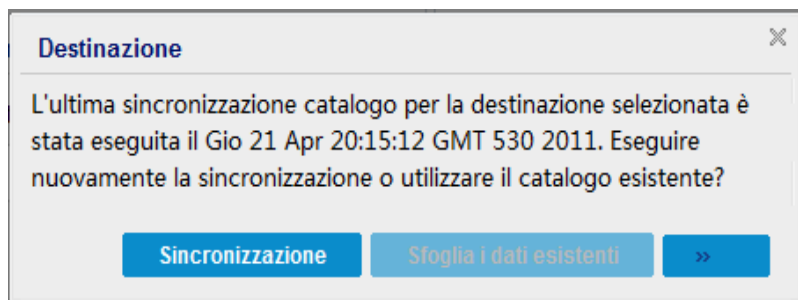 Destinazione
L'ultima sincronizzazione catalogo per la destinazione selezionata è
stata eseguita il Gio 21 Apr 20:15:12 GMT 530 2011. Eseguire
nuovamente la sincronizzazione o utilizzare il catalogo esistente?
Sincronizzazione Sfoglia i dati esistenti »